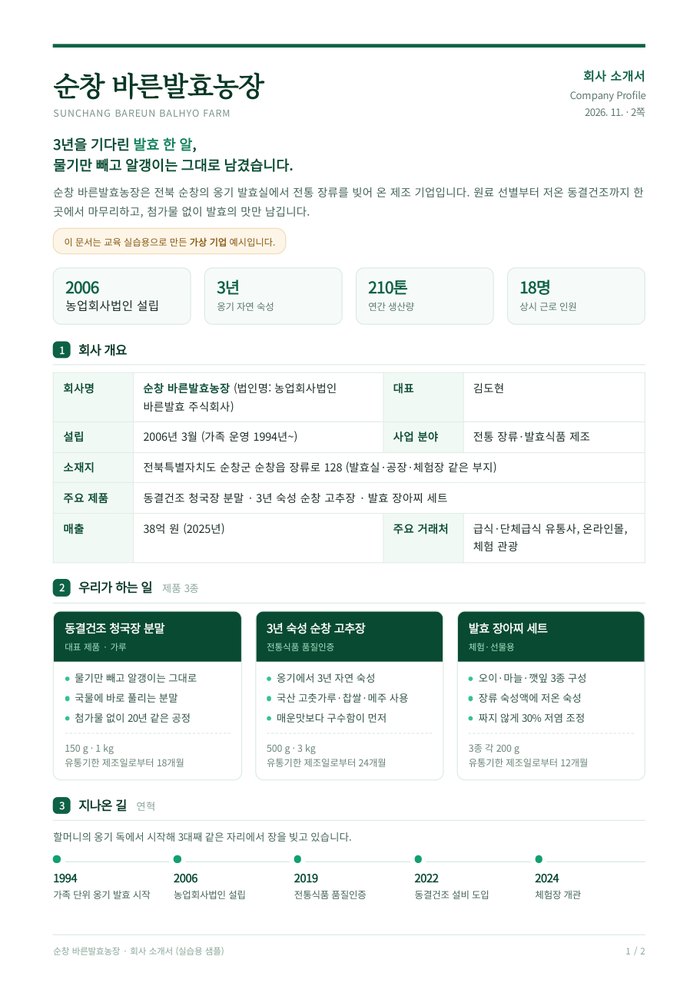 순창 바른발효농장
SUNCHANG BAREUN BALHYO FARM
회사 소개서
Company Profile
2026. 11. · 2쪽
3년을 기다린 발효 한 알,
물기만 빼고 알갱이는 그대로 남겼습니다.
순창 바른발효농장은 전북 순창의 옹기 발효실에서 전통 장류를 빚어 온 제조 기업입니다. 원료 선별부터 저온 동결건조까지 한
곳에서 마무리하고, 첨가물 없이 발효의 맛만 남깁니다.
이 문서는 교육 실습용으로 만든 가상 기업 예시입니다.
2006
농업회사법인 설립
3년
옹기 자연 숙성
210톤
연간 생산량
18명
상시 근로 인원
1 회사 개요
회사명
순창 바른발효농장 (법인명: 농업회사법인
바른발효 주식회사)
대표
김도현
설립
2006년 3월 (가족 운영 1994년~)
사업 분야
전통 장류·발효식품 제조
소재지
전북특별자치도 순창군 순창읍 장류로 128 (발효실·공장·체험장 같은 부지)
주요 제품
동결건조 청국장 분말 · 3년 숙성 순창 고추장 · 발효 장아찌 세트
매출
38억 원 (2025년)
주요 거래처
급식·단체급식 유통사, 온라인몰,
체험 관광
2 우리가 하는 일 제품 3종
동결건조 청국장 분말
대표 제품 · 가루
물기만 빼고 알갱이는 그대로
국물에 바로 풀리는 분말
첨가물 없이 20년 같은 공정
150 g · 1 kg
유통기한 제조일로부터 18개월
3년 숙성 순창 고추장
전통식품 품질인증
옹기에서 3년 자연 숙성
국산 고춧가루·찹쌀·메주 사용
매운맛보다 구수함이 먼저
500 g · 3 kg
유통기한 제조일로부터 24개월
발효 장아찌 세트
체험·선물용
오이·마늘·깻잎 3종 구성
장류 숙성액에 저온 숙성
짜지 않게 30% 저염 조정
3종 각 200 g
유통기한 제조일로부터 12개월
3 지나온 길 연혁
할머니의 옹기 독에서 시작해 3대째 같은 자리에서 장을 빚고 있습니다.
1994
가족 단위 옹기 발효 시작
2006
농업회사법인 설립
2019
전통식품 품질인증
2022
동결건조 설비 도입
2024
체험장 개관
순창 바른발효농장 · 회사 소개서 (실습용 샘플)
1 / 2